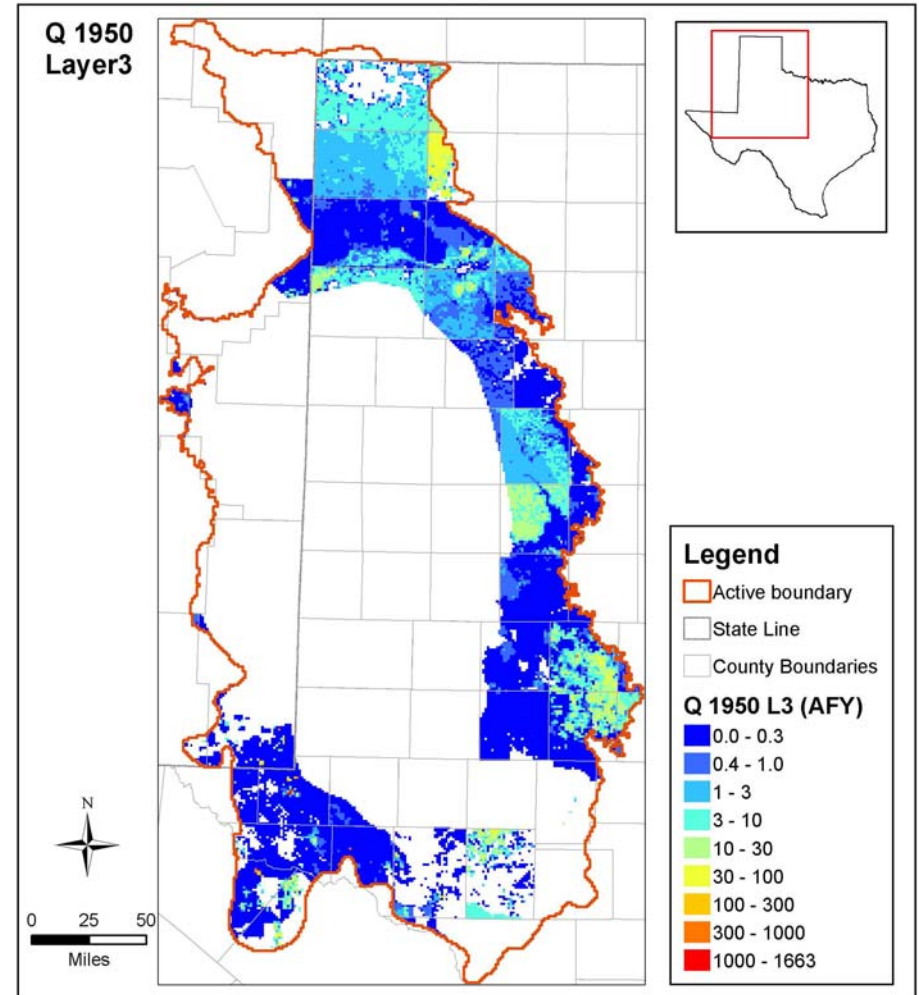 Q 1950
Layer3
N
0 25 50
Miles
Legend
Active boundary
State Line
County Boundaries
Q 1950 L3 (AFY)
0.0 - 0.3
0.4 - 1.0
1 - 3
3 - 10
10 - 30
30 - 100
100 - 300
300 - 1000
1000 - 1663